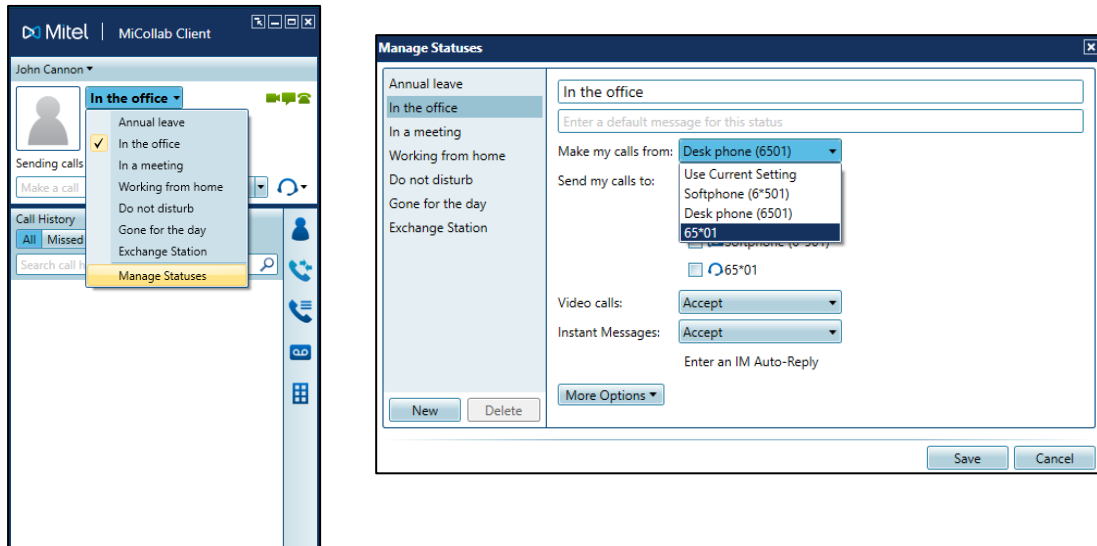 Mitel | MiCollab Client
John Cannon
In the office
Annual leave
In the office
In a meeting
Working from home
Do not disturb
Gone for the day
Exchange Station
Manage Statuses
Sending calls
Make a call
Call History
All Missed
Search call h
Manage Statuses
Annual leave
In the office
In a meeting
Working from home
Do not disturb
Gone for the day
Exchange Station
New Delete
In the office
Enter a default message for this status
Make my calls from: Desk phone (6501)
Use Current Setting
Softphone (6*501)
Desk phone (6501)
65*01
Send my calls to:
Softphone (6*501)
65*01
Video calls: Accept
Instant Messages: Accept
Enter an IM Auto-Reply
More Options
Save Cancel